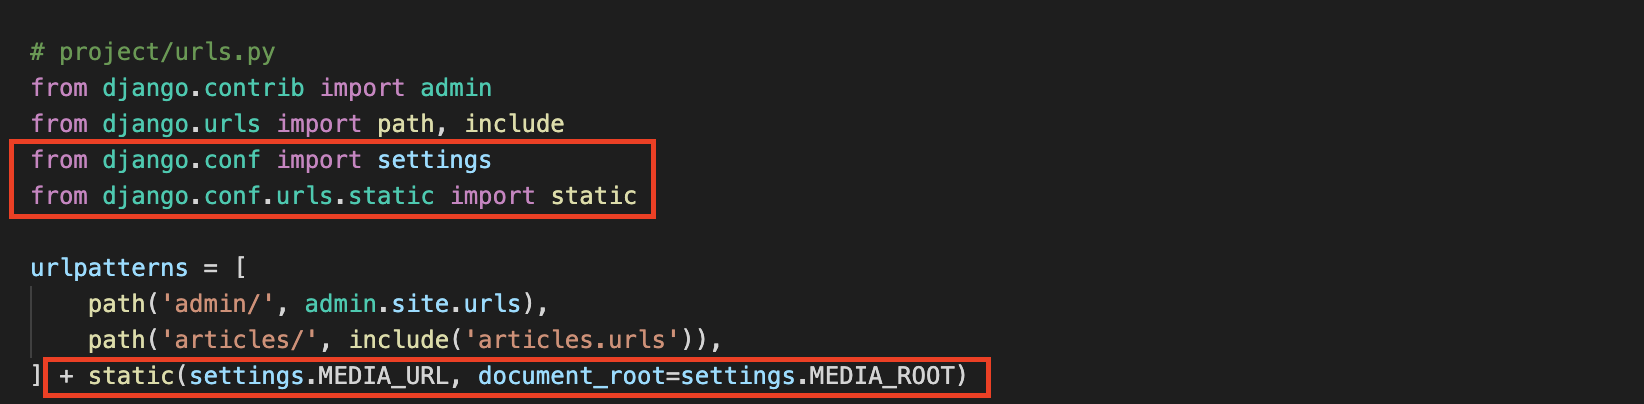 # project/urls.py
from django.contrib import admin
from django.urls import path, include
from django.conf import settings
from django.conf.urls.static import static
urlpatterns = [
    path('admin/', admin.site.urls),
    path('articles/', include('articles.urls')),
] + static(settings.MEDIA_URL, document_root=settings.MEDIA_ROOT)